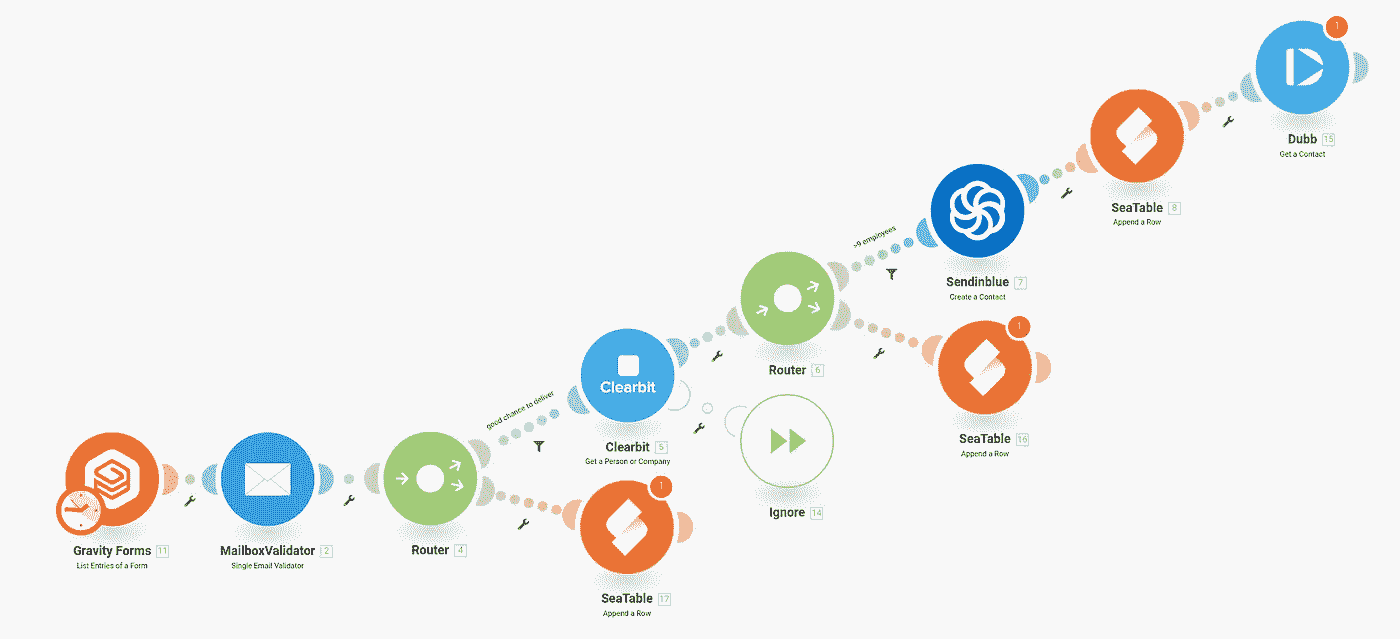 1
Dubb 15
Get a Contact
SeaTable 8
Append a Row
>9 employees
Sendinblue 7
Create a Contact
Router 6
1
SeaTable 16
Append a Row
good chance to deliver
Clearbit
Clearbit 5
Get a Person or Company
Ignore 14
Gravity Forms 11
List Entries of a Form
MailboxValidator 2
Single Email Validator
Router 4
1
SeaTable 17
Append a Row